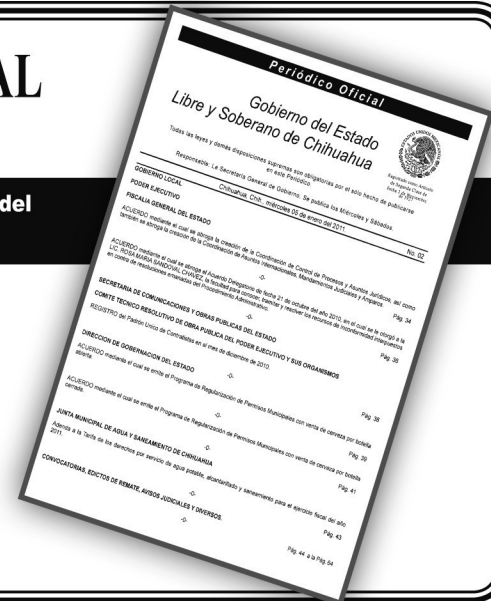 AL
del
Periódico Oficial
Gobierno del Estado
Libre y Soberano de Chihuahua
Todas las leyes y demás disposiciones supremas son obligatorias por el sólo hecho de publicarse
en este Periódico.
Responsable: La Secretaría General de Gobierno. Se publica los Miércoles y Sábados.
Chihuahua, Chih., miércoles 05 de enero del 2011.
No. 02
GOBIERNO LOCAL
PODER EJECUTIVO
FISCALIA GENERAL DEL ESTADO
ACUERDO mediante el cual se abroga la creación de la Coordinación de Control de Procesos y Asuntos Jurídicos, así como
también se abroga la creación de la Coordinación de Asuntos Internacionales, Mandamientos Judiciales y Amparos.
Pág. 34
-0-
ACUERDO mediante el cual se abroga el Acuerdo Delegatorio de fecha 21 de octubre del año 2010, en el cual se le otorgó a la
LIC. ROSA MARIA SANDOVAL CHAVEZ, la facultad para conocer, tramitar y resolver los recursos de inconformidad interpuestos
en contra de resoluciones emanadas del Procedimiento Administrativo.
-0-
SECRETARIA DE COMUNICACIONES Y OBRAS PUBLICAS DEL ESTADO
COMITE TECNICO RESOLUTIVO DE OBRA PUBLICA DEL PODER EJECUTIVO Y SUS ORGANISMOS
REGISTRO del Padrón Unico de Contratistas en el mes de diciembre de 2010.
-0-
DIRECCION DE GOBERNACION DEL ESTADO
ACUERDO mediante el cual se emite el Programa de Regularización de Permisos Municipales con venta de cerveza por botella
abierta.
Pág. 39
-0-
ACUERDO mediante el cual se emite el Programa de Regularización de Permisos Municipales con venta de cerveza por botella
cerrada.
Pág. 41
-0-
JUNTA MUNICIPAL DE AGUA Y SANEAMIENTO DE CHIHUAHUA
Adenda a la Tarifa de los derechos por servicio de agua potable, alcantarillado y saneamiento para el ejercicio fiscal del año
2011.
Pág. 43
-0-
CONVOCATORIAS, EDICTOS DE REMATE, AVISOS JUDICIALES Y DIVERSOS.
Pág. 44 a la Pág. 64
-0-